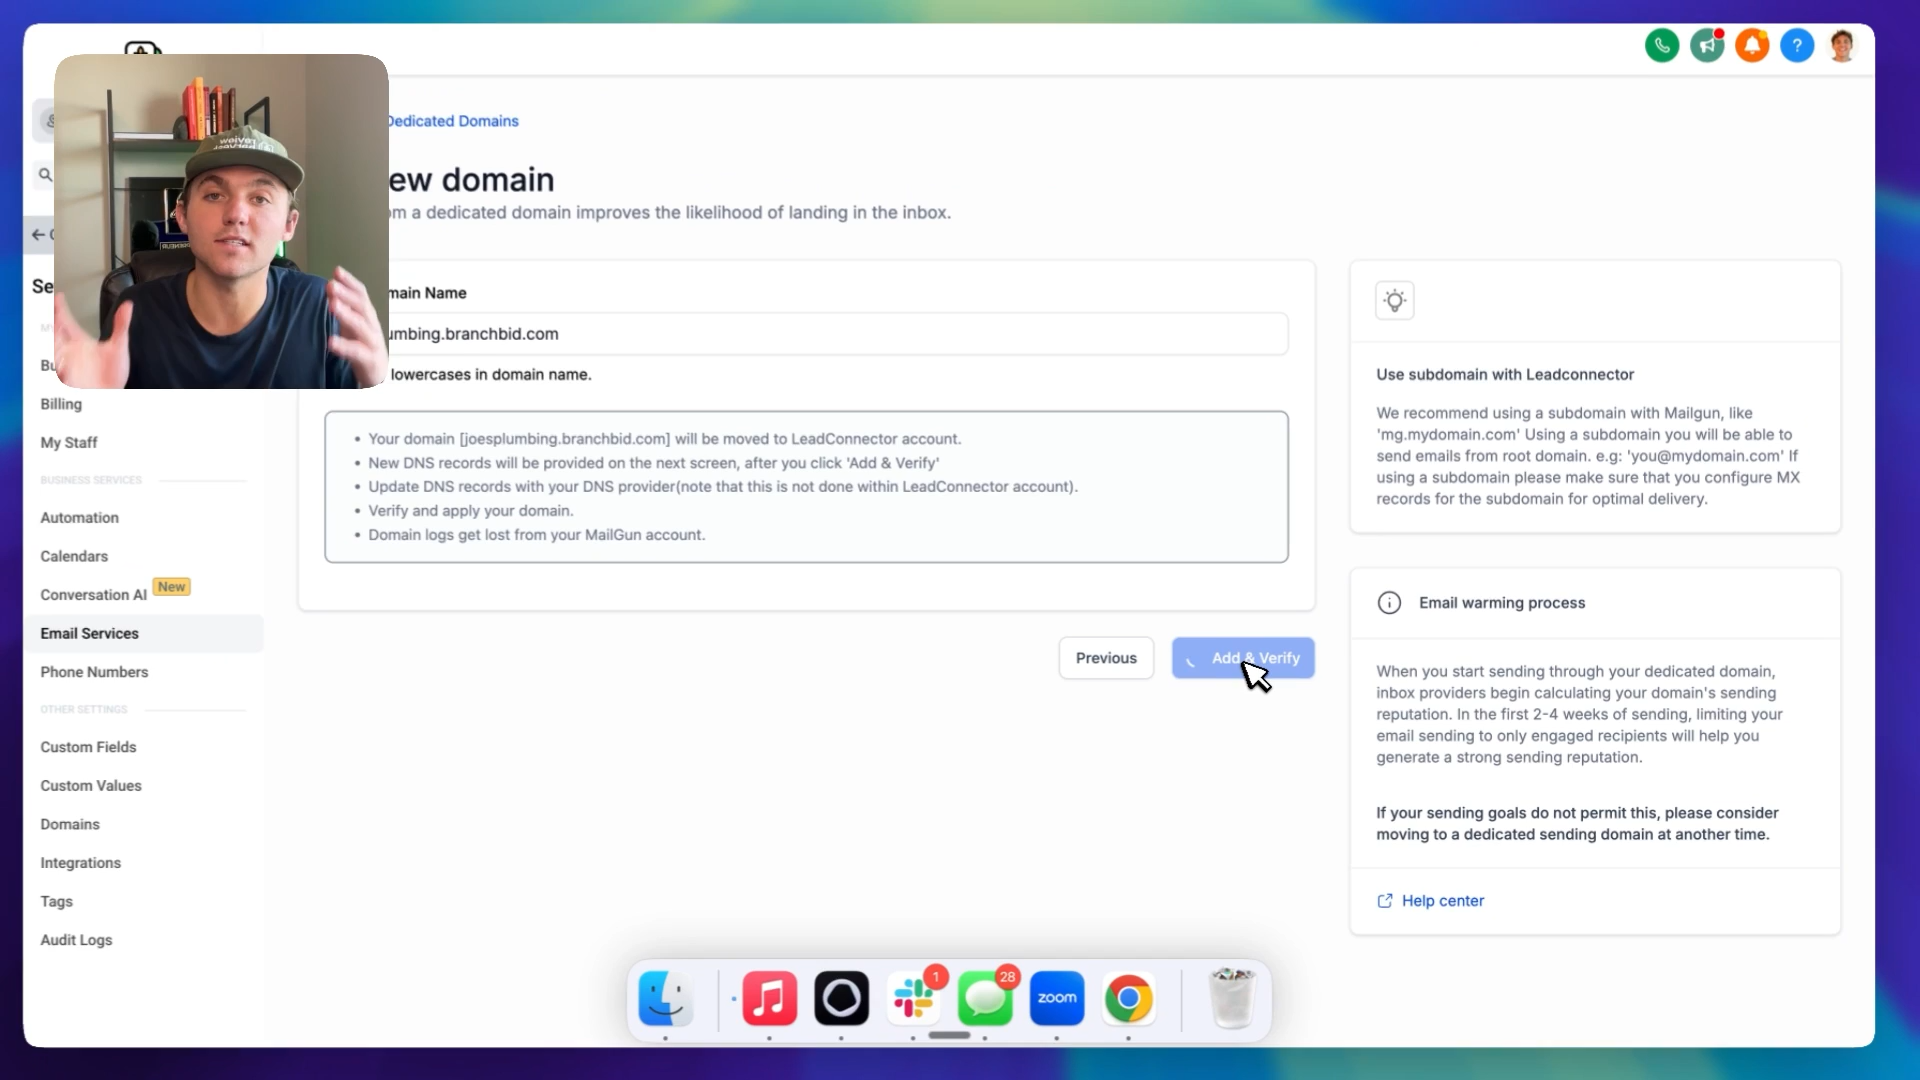 Dedicated Domains
ew domain
m a dedicated domain improves the likelihood of landing in the inbox.
main Name
umbing.branchbid.com
lowercases in domain name.
• Your domain [joesplumbing.branchbid.com] will be moved to LeadConnector account.
• New DNS records will be provided on the next screen, after you click 'Add & Verify'
• Update DNS records with your DNS provider(note that this is not done within LeadConnector account).
• Verify and apply your domain.
• Domain logs get lost from your MailGun account.
Previous
Add & Verify
Use subdomain with Leadconnector
We recommend using a subdomain with Mailgun, like
'mg.mydomain.com' Using a subdomain you will be able to
send emails from root domain. e.g: 'you@mydomain.com' If
using a subdomain please make sure that you configure MX
records for the subdomain for optimal delivery.
Email warming process
When you start sending through your dedicated domain,
inbox providers begin calculating your domain's sending
reputation. In the first 2-4 weeks of sending, limiting your
email sending to only engaged recipients will help you
generate a strong sending reputation.
If your sending goals do not permit this, please consider
moving to a dedicated sending domain at another time.
Help center
Se
MY
Bu
Billing
My Staff
BUSINESS SERVICES
Automation
Calendars
Conversation AI New
Email Services
Phone Numbers
OTHER SETTINGS
Custom Fields
Custom Values
Domains
Integrations
Tags
Audit Logs
1
28
zoom